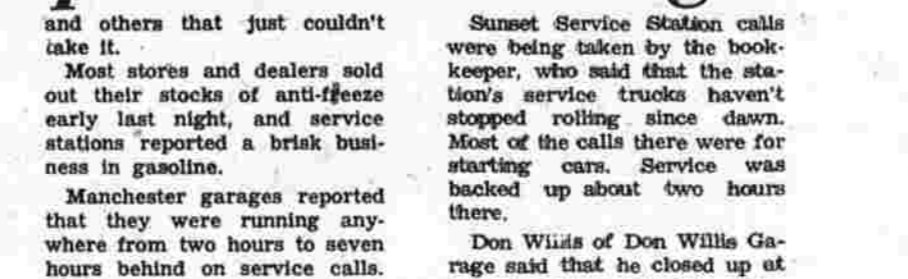 and others that just couldn't
take it.
Most stores and dealers sold
out their stocks of anti-freeze
early last night, and service
stations reported a brisk busi-
ness in gasoline.
Manchester garages reported
that they were running any-
where from two hours to seven
hours behind on service calls.
Sunset Service Station calls
were being taken by the book-
keeper, who said that the sta-
tion's service trucks haven't
stopped rolling since dawn.
Most of the calls there were for
starting cars. Service was
backed up about two hours
there.
Don Willis of Don Willis Ga-
rage said that he closed up at